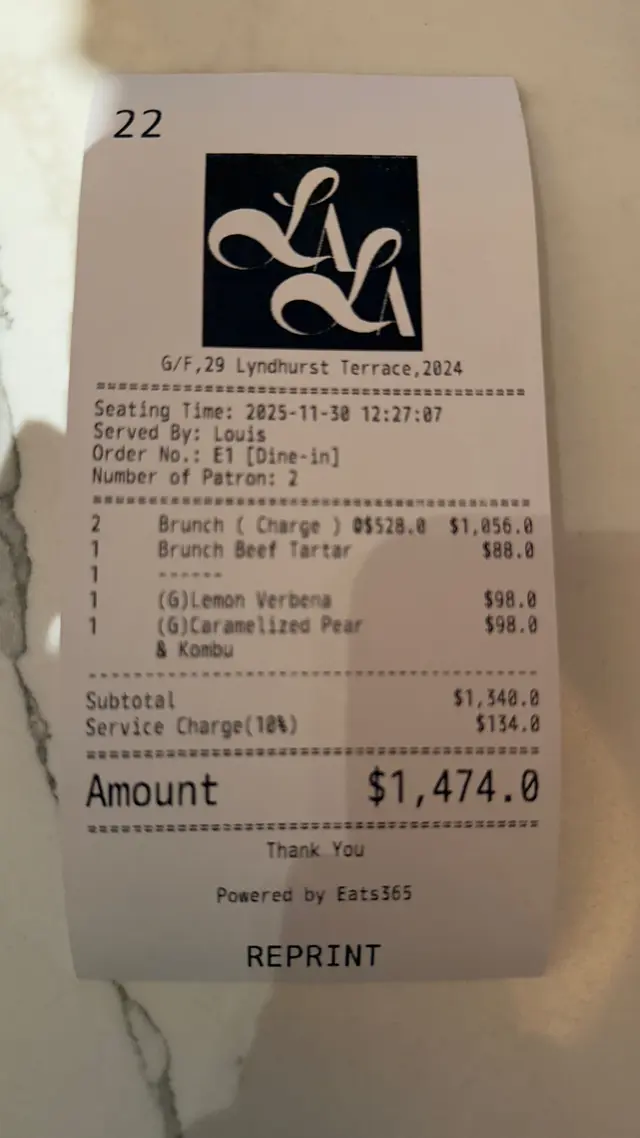 22
LA
LA
G/F,29 Lyndhurst Terrace,2024
Seating Time: 2025-11-30 12:27:07
Served By: Louis
Order No.: E1 [Dine-in]
Number of Patron: 2
2 Brunch ( Charge ) @$528.0 $1,056.0
1 Brunch Beef Tartar $88.0
1 ------
1 (G)Lemon Verbena $98.0
1 (G)Caramelized Pear $98.0
& Kombu
Subtotal $1,340.0
Service Charge(10%) $134.0
Amount $1,474.0
Thank You
Powered by Eats365
REPRINT